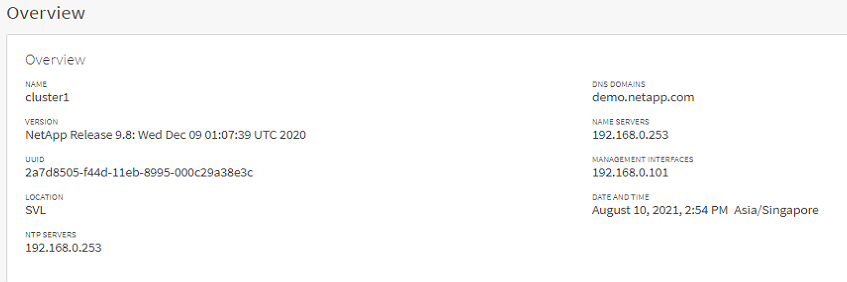 Overview
Overview
NAME
cluster1
VERSION
NetApp Release 9.8: Wed Dec 09 01:07:39 UTC 2020
UUID
2a7d8505-f44d-11eb-8995-000c29a38e3c
LOCATION
SVL
NTP SERVERS
192.168.0.253
DNS DOMAINS
demo.netapp.com
NAME SERVERS
192.168.0.253
MANAGEMENT INTERFACES
192.168.0.101
DATE AND TIME
August 10, 2021, 2:54 PM Asia/Singapore